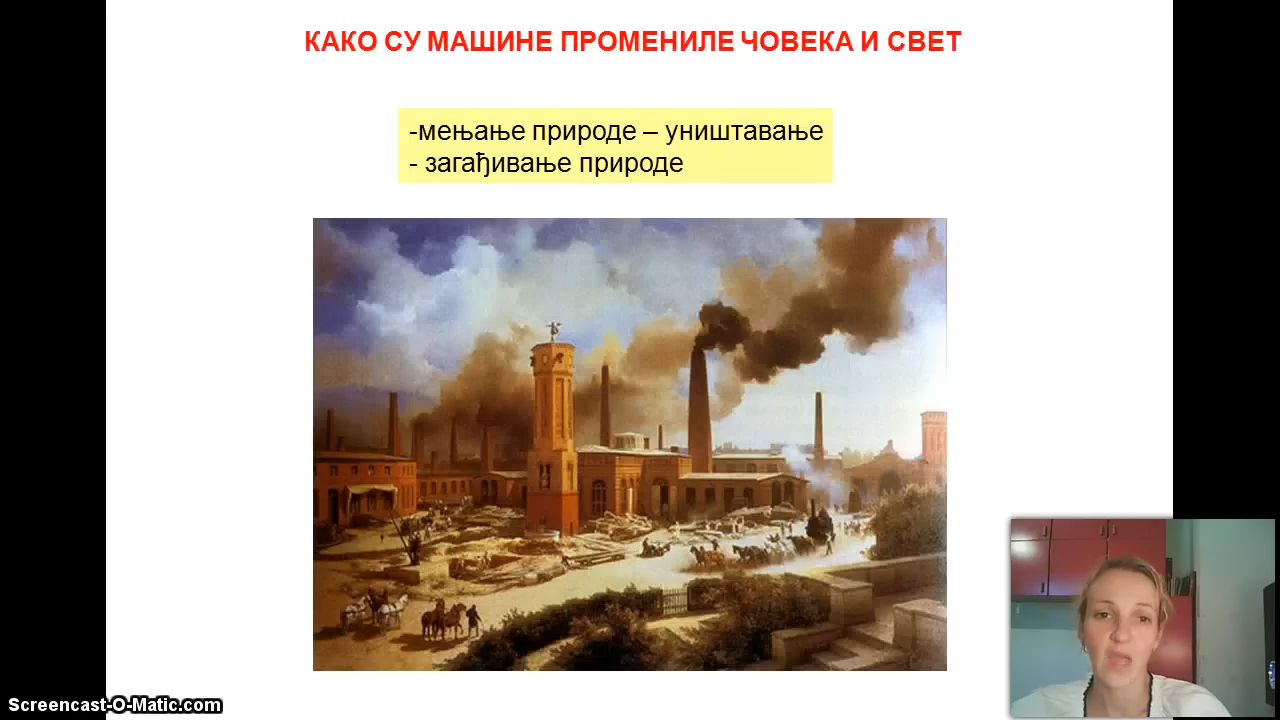 КАКО СУ МАШИНЕ ПРОМЕНИЛЕ ЧОВЕКА И СВЕТ
-мењање природе – уништавање
- загађивање природе
Screencast-O-Matic.com